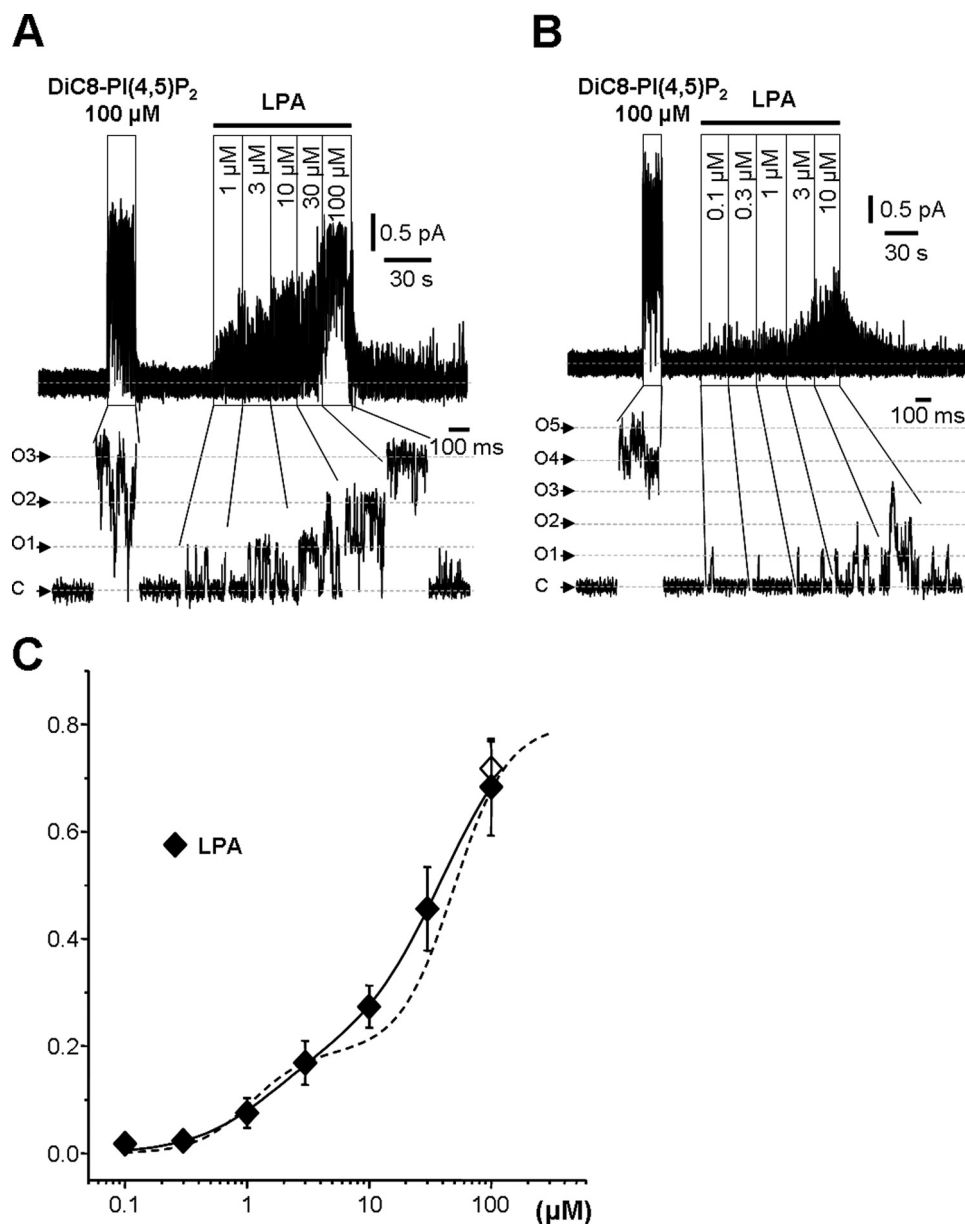 A
DiC8-PI(4,5)P₂
100 µM
LPA
1 µM
3 µM
10 µM
30 µM
100 µM
0.5 pA
30 s
100 ms
O3
O2
O1
C
B
DiC8-PI(4,5)P₂
100 µM
LPA
0.1 µM
0.3 µM
1 µM
3 µM
10 µM
0.5 pA
30 s
100 ms
O5
O4
O3
O2
O1
C
C
0.8
0.6
0.4
0.2
0.0
LPA
0.1
1
10
100
(µM)